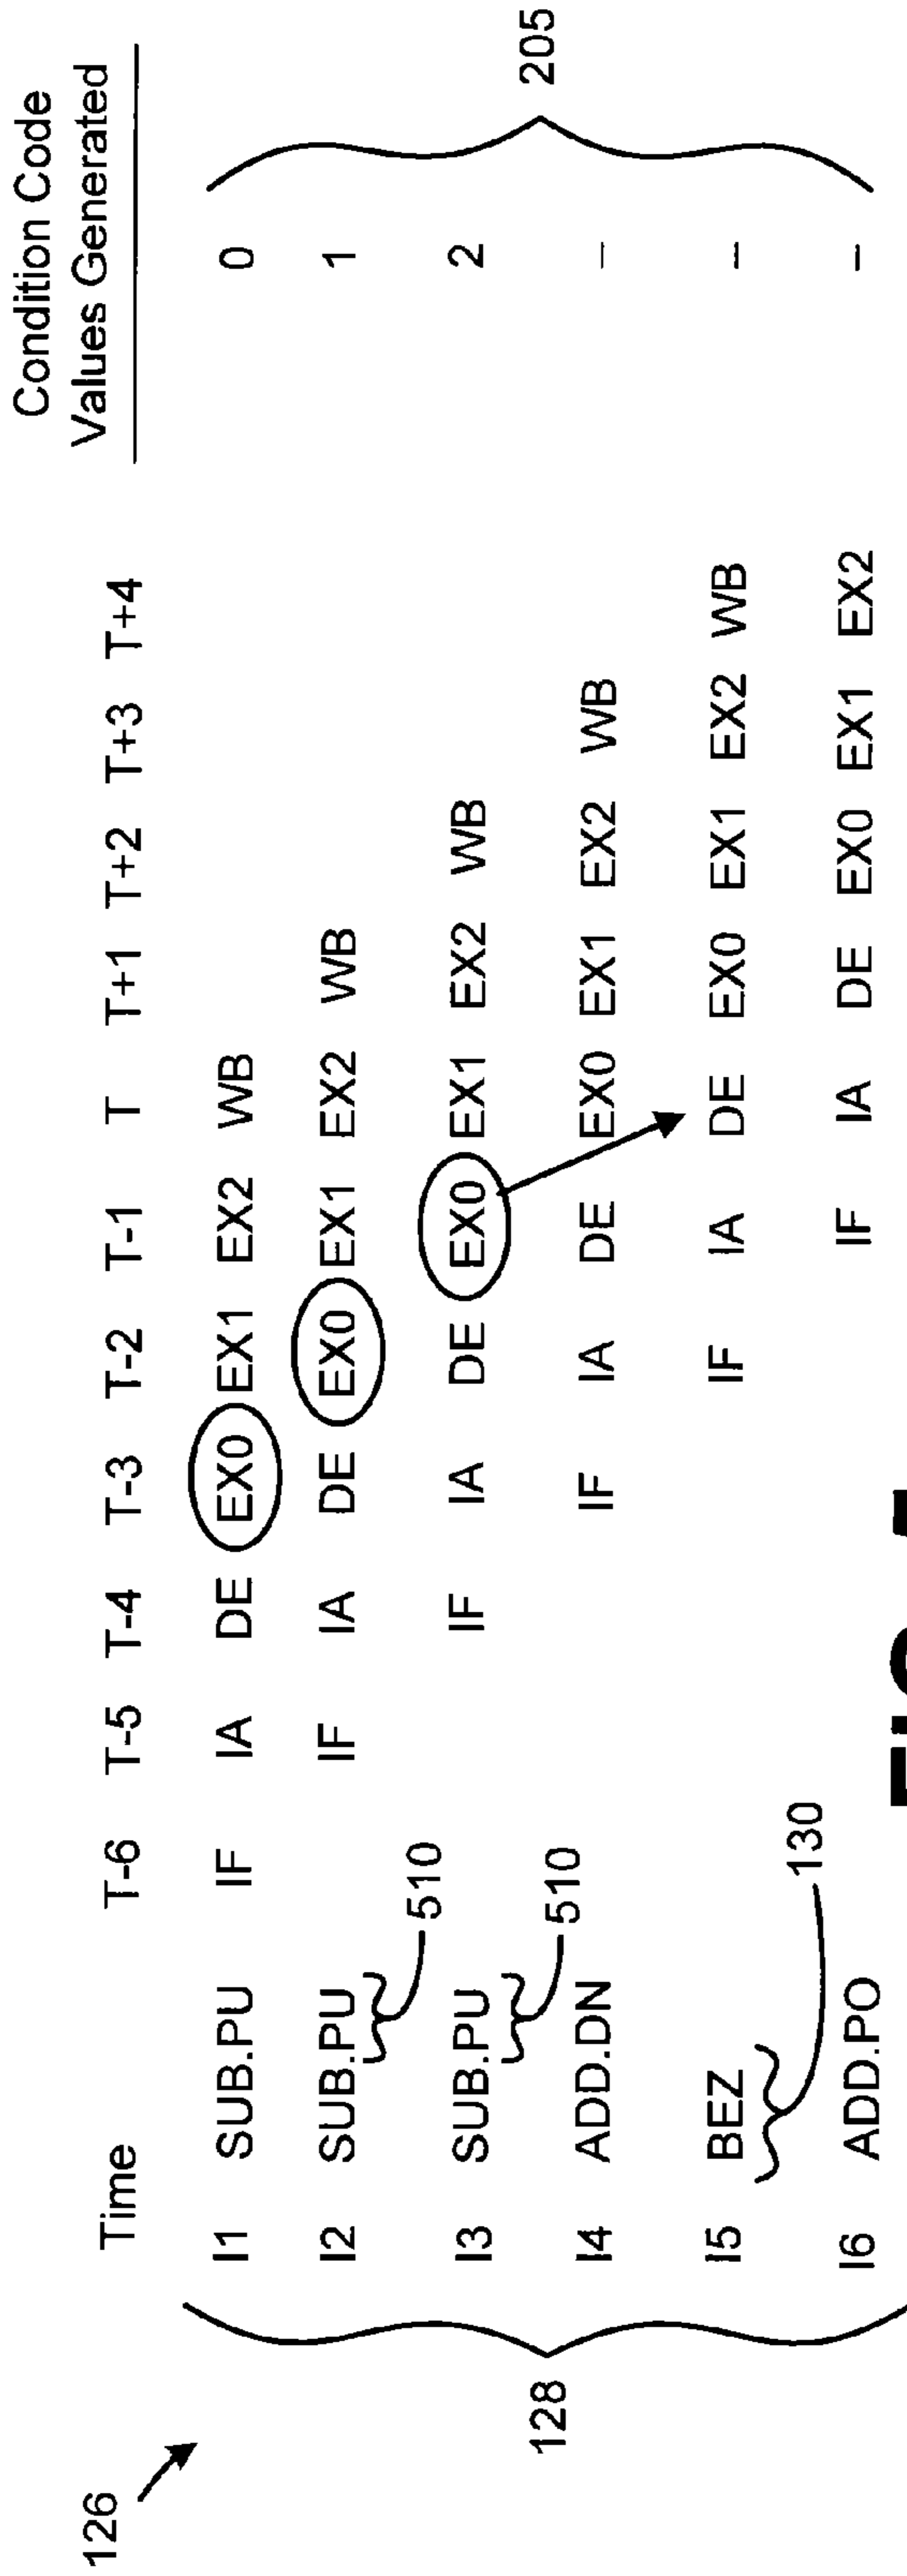 126
Condition Code
Values Generated
Time T-6 T-5 T-4 T-3 T-2 T-1 T T+1 T+2 T+3 T+4
I1 SUB.PU IF IA DE EX0 EX1 EX2 WB 0
I2 SUB.PU IF IA DE EX0 EX1 EX2 WB 1
510
I3 SUB.PU IF IA DE EX0 EX1 EX2 WB 2
510
128
205
I4 ADD.DN IF IA DE EX0 EX1 EX2 WB –
I5 BEZ IF IA DE EX0 EX1 EX2 WB –
130
I6 ADD.PO IF IA DE EX0 EX1 EX2 –